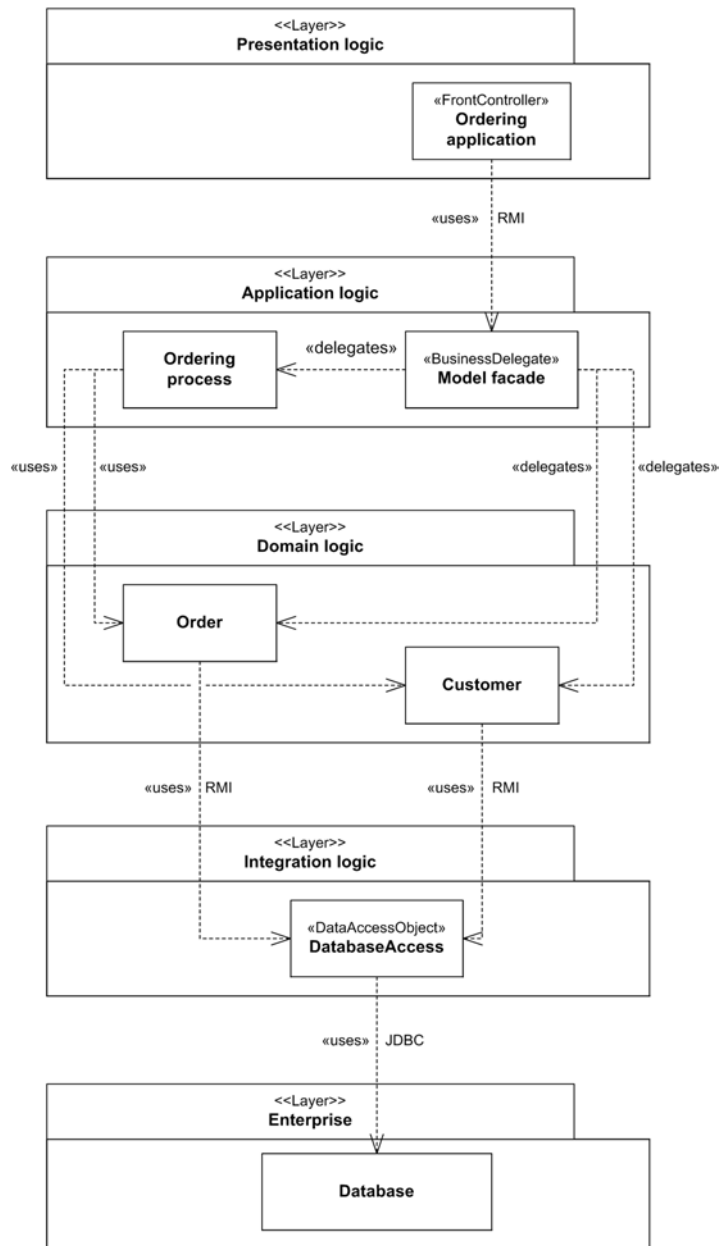 <<Layer>>
Presentation logic
«FrontController»
Ordering
application
«uses» RMI
<<Layer>>
Application logic
Ordering
process
«delegates»
«BusinessDelegate»
Model facade
«uses» «uses» «delegates» «delegates»
<<Layer>>
Domain logic
Order
Customer
«uses» RMI «uses» RMI
<<Layer>>
Integration logic
«DataAccessObject»
DatabaseAccess
«uses» JDBC
<<Layer>>
Enterprise
Database